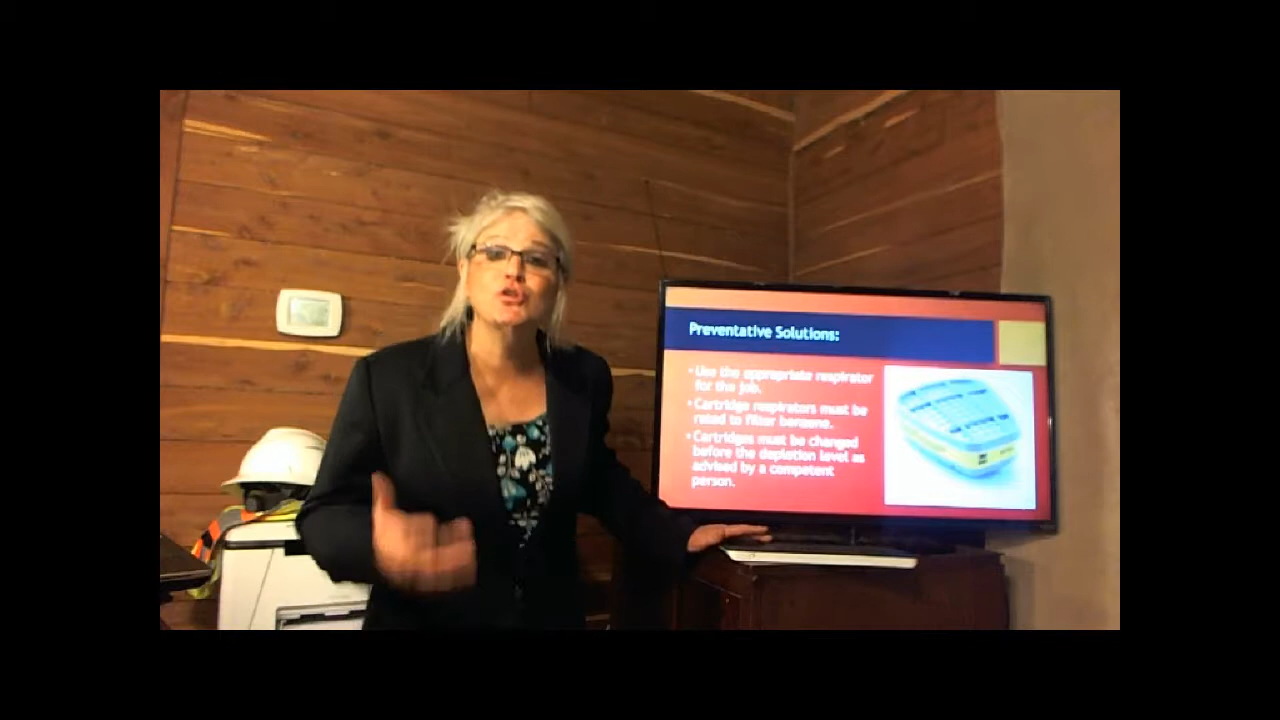 Preventative Solutions:
• Use the appropriate respirator
for the job.
• Cartridge respirators must be
rated to filter benzene.
• Cartridges must be changed
before the depletion level as
advised by a competent
person.